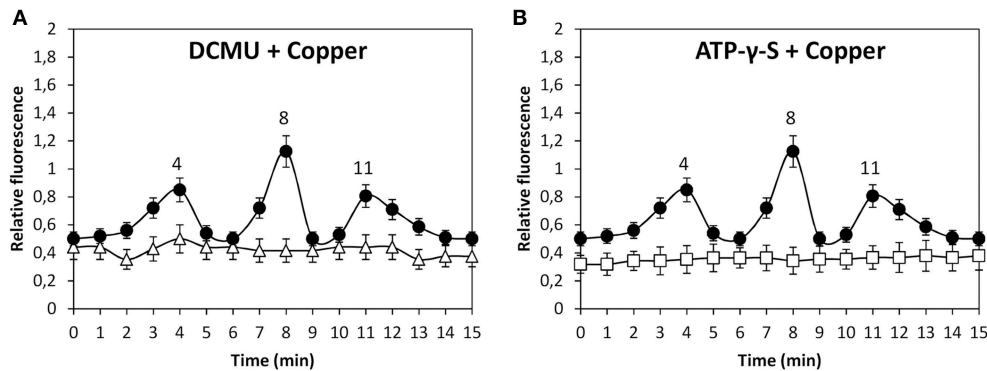 A
DCMU + Copper
Relative fluorescence
2
1,8
1,6
1,4
1,2
1
0,8
0,6
0,4
0,2
0
4
8
11
0 1 2 3 4 5 6 7 8 9 10 11 12 13 14 15
Time (min)
B
ATP-γ-S + Copper
Relative fluorescence
2
1,8
1,6
1,4
1,2
1
0,8
0,6
0,4
0,2
0
4
8
11
0 1 2 3 4 5 6 7 8 9 10 11 12 13 14 15
Time (min)